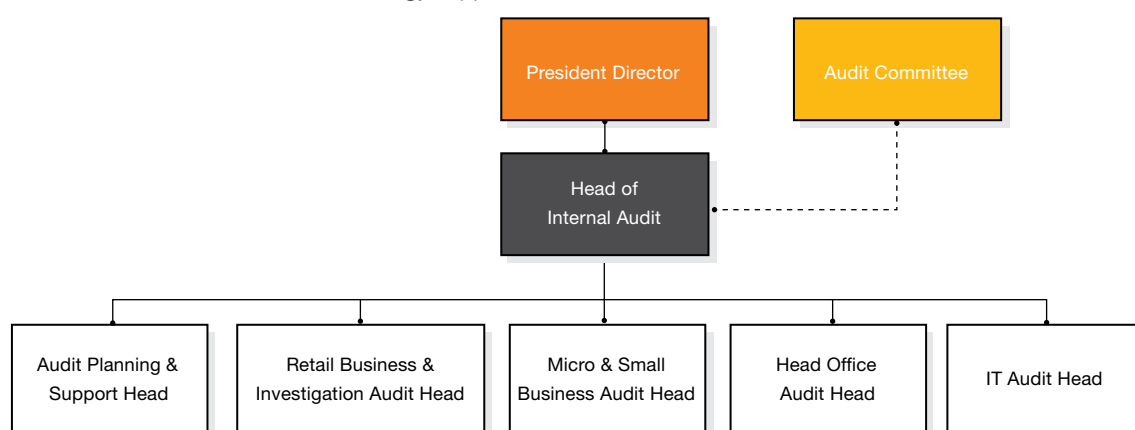 President Director
Audit Committee
Head of
Internal Audit
Audit Planning &
Support Head
Retail Business &
Investigation Audit Head
Micro & Small
Business Audit Head
Head Office
Audit Head
IT Audit Head